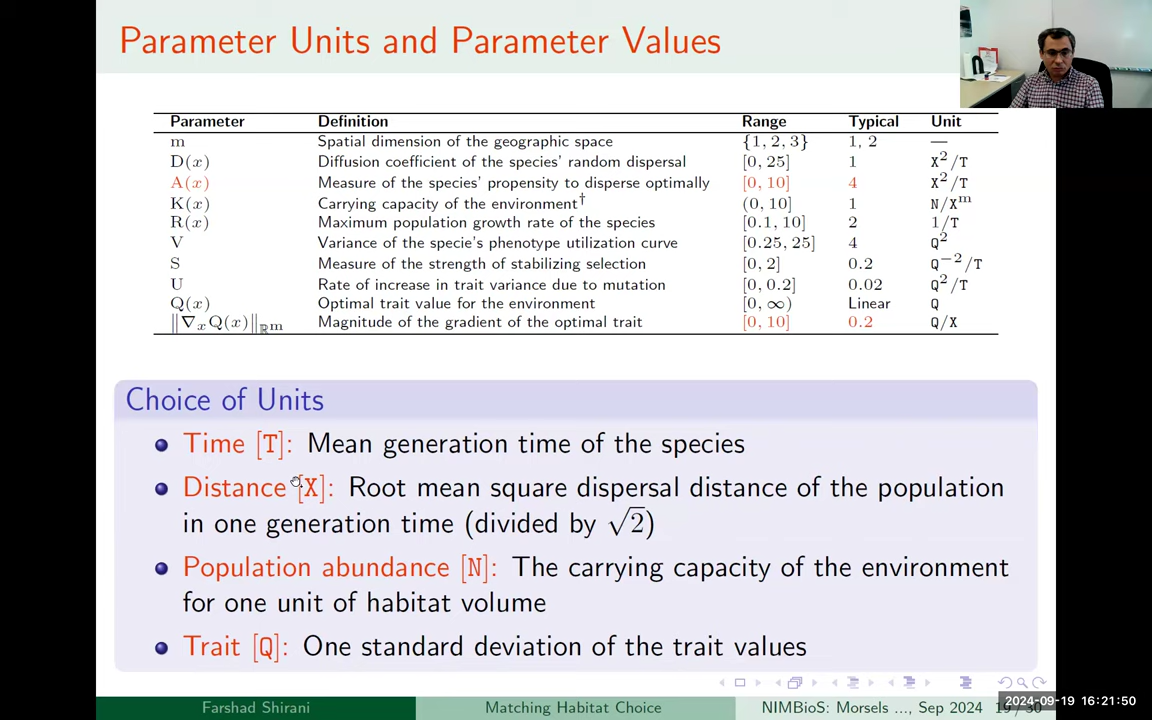 Parameter Units and Parameter Values
Parameter Definition Range Typical Unit
m Spatial dimension of the geographic space {1, 2, 3} 1, 2 —
D(x) Diffusion coefficient of the species' random dispersal [0, 25] 1 X²/T
A(x) Measure of the species' propensity to disperse optimally [0, 10] 4 X²/T
K(x) Carrying capacity of the environment† (0, 10] 1 N/Xᵐ
R(x) Maximum population growth rate of the species [0.1, 10] 2 1/T
V Variance of the specie's phenotype utilization curve [0.25, 25] 4 Q²
S Measure of the strength of stabilizing selection [0, 2] 0.2 Q⁻²/T
U Rate of increase in trait variance due to mutation [0, 0.2] 0.02 Q²/T
Q(x) Optimal trait value for the environment [0, ∞) Linear Q
‖∇ₓQ(x)‖ℝm Magnitude of the gradient of the optimal trait [0, 10] 0.2 Q/X
Choice of Units
Time [T]: Mean generation time of the species
Distance [X]: Root mean square dispersal distance of the population
in one generation time (divided by √2)
Population abundance [N]: The carrying capacity of the environment
for one unit of habitat volume
Trait [Q]: One standard deviation of the trait values
Farshad Shirani Matching Habitat Choice NIMBioS: Morsels ..., Sep 2024 19 / 30
2024-09-19 16:21:50